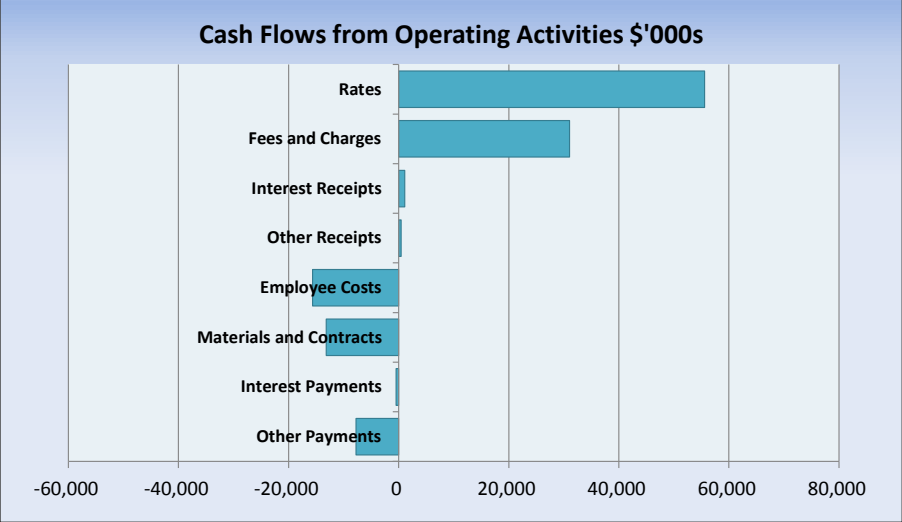 Cash Flows from Operating Activities $'000s
Rates
Fees and Charges
Interest Receipts
Other Receipts
Employee Costs
Materials and Contracts
Interest Payments
Other Payments
-60,000 -40,000 -20,000 0 20,000 40,000 60,000 80,000